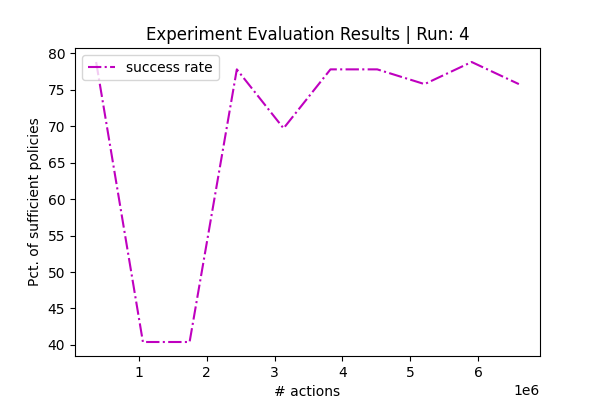 Experiment Evaluation Results | Run: 4
80
75
70
65
60
55
50
45
40
Pct. of sufficient policies
success rate
1 2 3 4 5 6
1e6
# actions